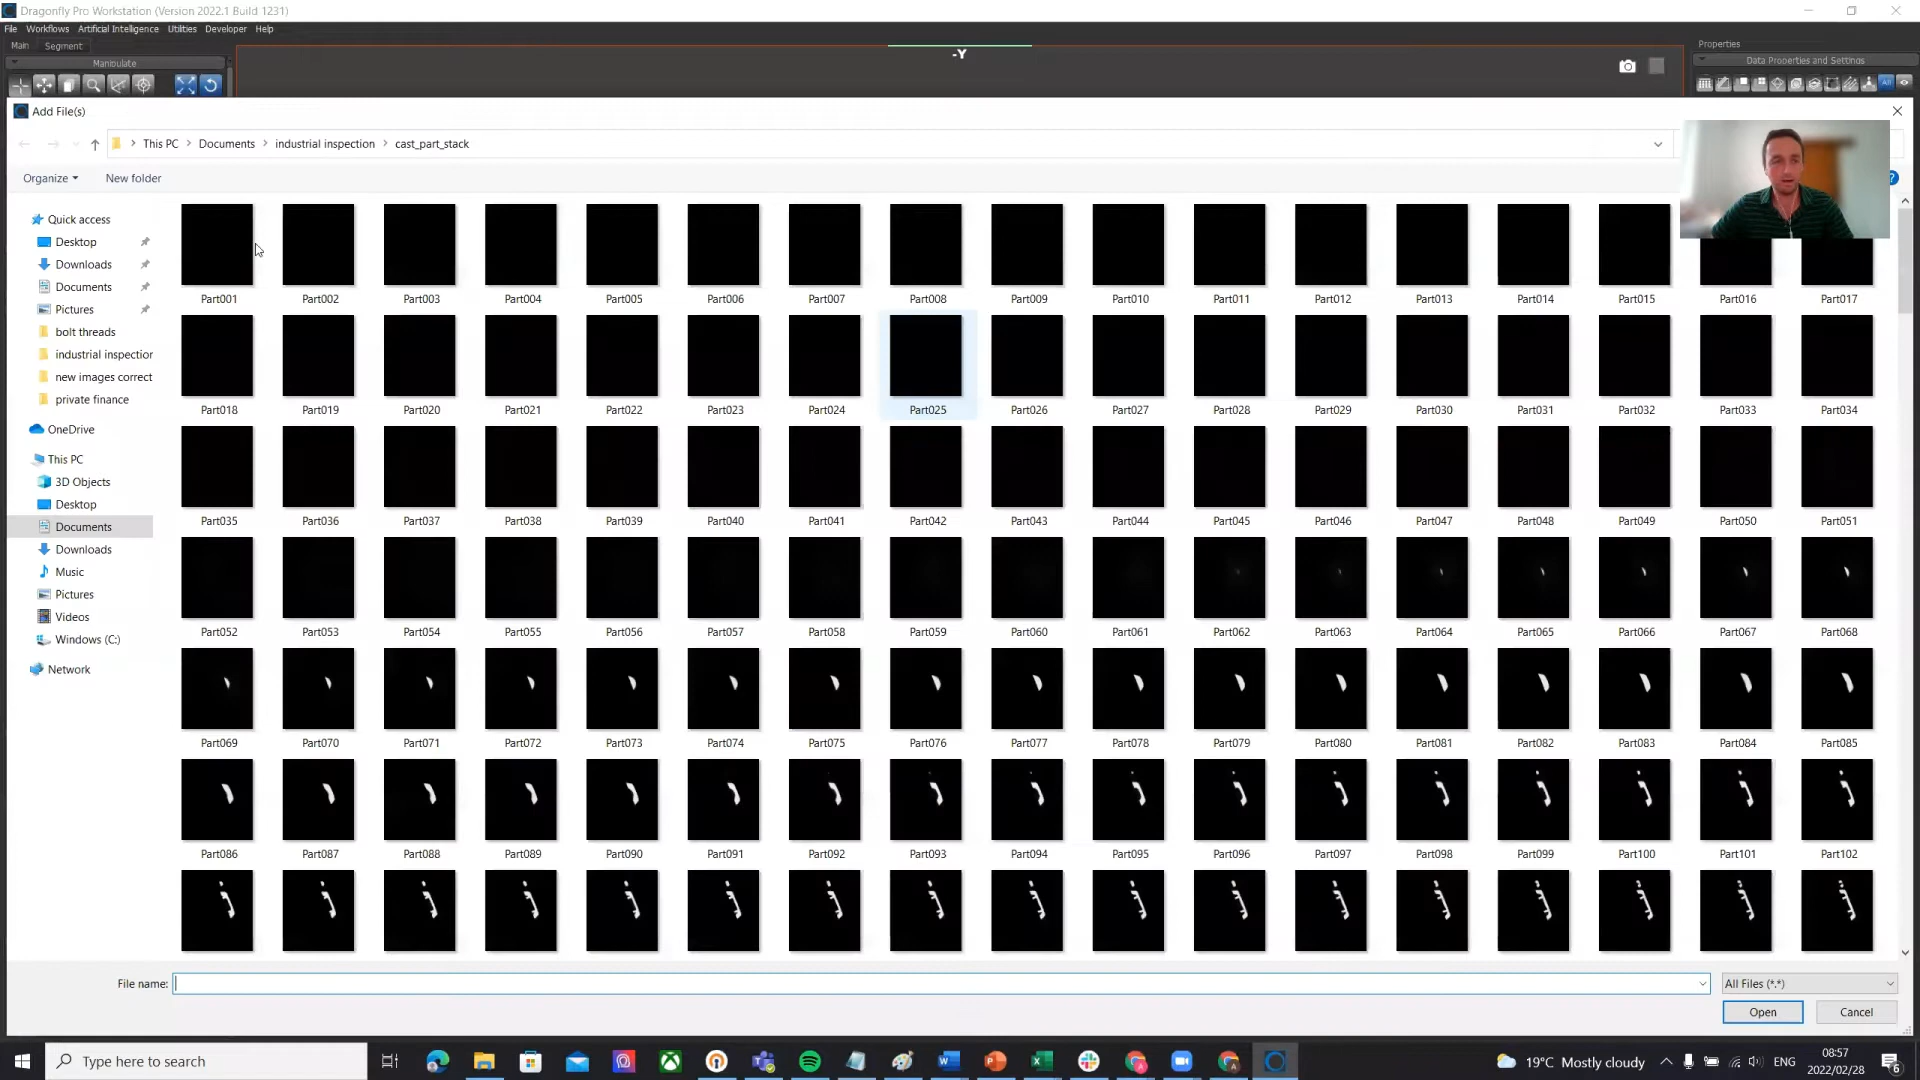 Dragonfly Pro Workstation (Version 2022.1 Build 1231)
File Workflows Artificial Intelligence Utilities Developer Help
Main Segment
Manipulate
-Y
Properties
Data Properties and Settings
All
Add File(s)
This PC > Documents > industrial inspection > cast_part_stack
Organize New folder
Quick access
Desktop
Downloads
Documents
Pictures
bolt threads
industrial inspection
new images correct
private finance
OneDrive
This PC
3D Objects
Desktop
Documents
Downloads
Music
Pictures
Videos
Windows (C:)
Network
Part001 Part002 Part003 Part004 Part005 Part006 Part007 Part008 Part009 Part010 Part011 Part012 Part013 Part014 Part015 Part016 Part017
Part018 Part019 Part020 Part021 Part022 Part023 Part024 Part025 Part026 Part027 Part028 Part029 Part030 Part031 Part032 Part033 Part034
Part035 Part036 Part037 Part038 Part039 Part040 Part041 Part042 Part043 Part044 Part045 Part046 Part047 Part048 Part049 Part050 Part051
Part052 Part053 Part054 Part055 Part056 Part057 Part058 Part059 Part060 Part061 Part062 Part063 Part064 Part065 Part066 Part067 Part068
Part069 Part070 Part071 Part072 Part073 Part074 Part075 Part076 Part077 Part078 Part079 Part080 Part081 Part082 Part083 Part084 Part085
Part086 Part087 Part088 Part089 Part090 Part091 Part092 Part093 Part094 Part095 Part096 Part097 Part098 Part099 Part100 Part101 Part102
File name:
All Files (*.*)
Open Cancel
Type here to search
19°C Mostly cloudy
ENG
08:57
2022/02/28
6